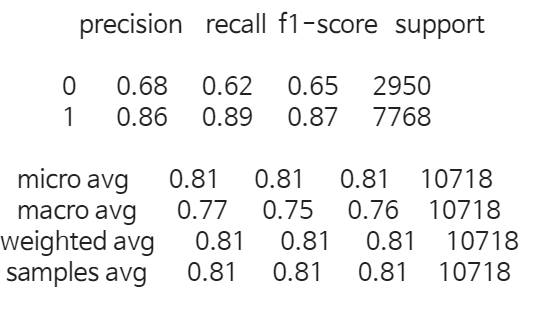 precision recall f1-score support
0 0.68 0.62 0.65 2950
1 0.86 0.89 0.87 7768
micro avg 0.81 0.81 0.81 10718
macro avg 0.77 0.75 0.76 10718
weighted avg 0.81 0.81 0.81 10718
samples avg 0.81 0.81 0.81 10718